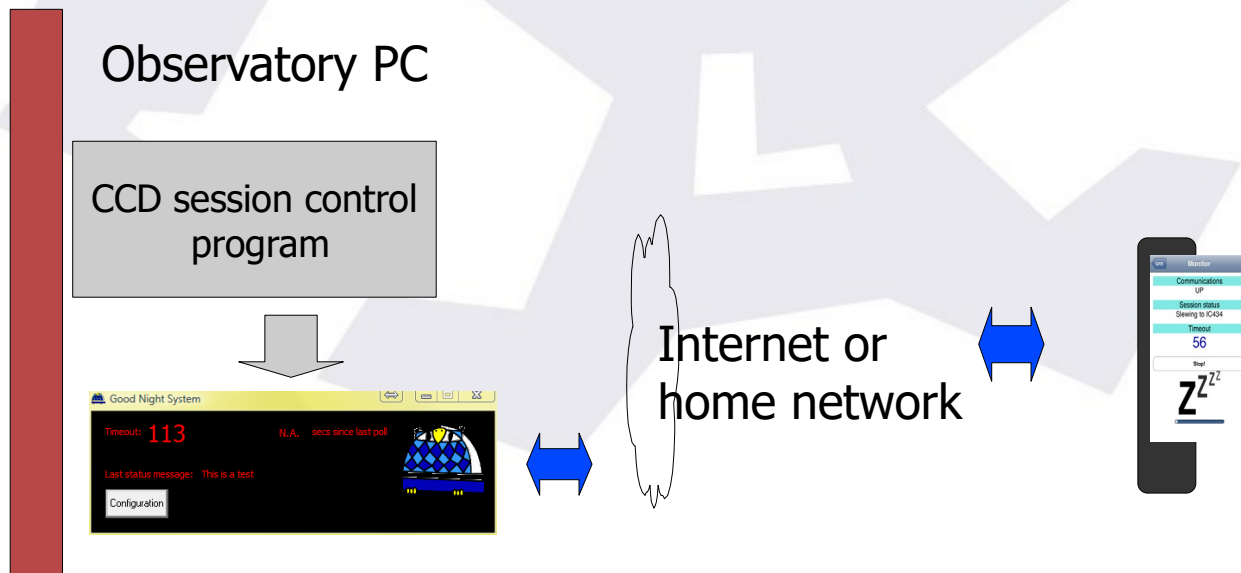 Observatory PC
CCD session control
program
Good Night System
Timeout: 113 N.A. secs since last poll
Last status message: This is a test
Configuration
Internet or
home network
Monitor
Communications
UP
Session status
Slewing to IC434
Timeout
56
Stop!
ZZZZ